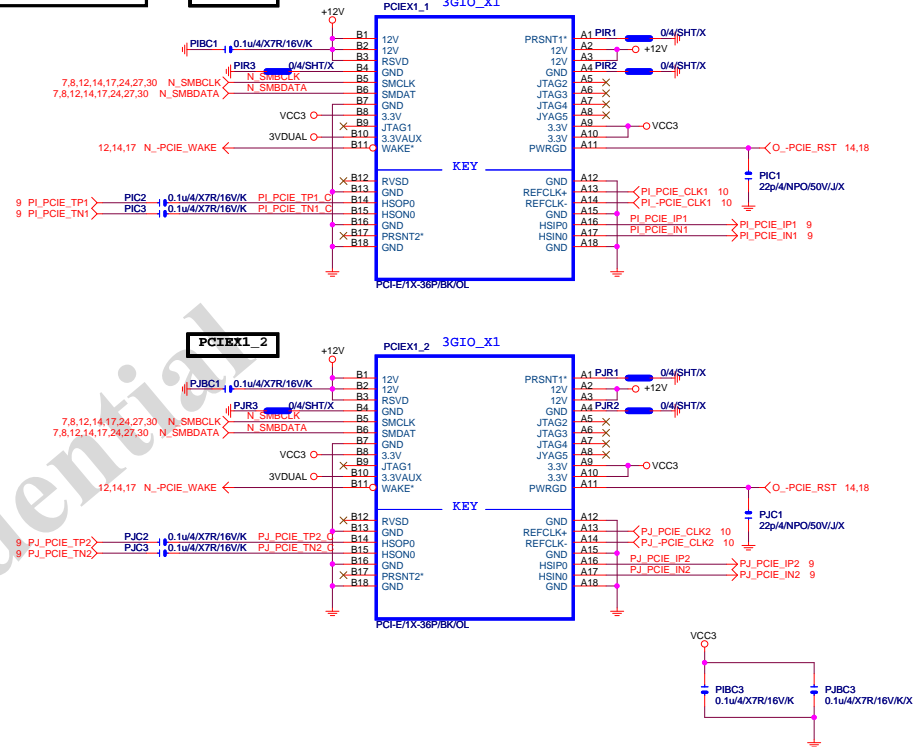 +12V
PCIEX1_1 3GIO_X1
PIBC1 0.1u/4/X7R/16V/K
PIR3 0/4/SHT/X
7,8,12,14,17,24,27,30 N_SMBCLK N_SMBCLK
7,8,12,14,17,24,27,30 N_SMBDATA N_SMBDATA
VCC3
3VDUAL
12,14,17 N_-PCIE_WAKE
9 PI_PCIE_TP1 PIC2 0.1u/4/X7R/16V/K PI_PCIE_TP1_C
9 PI_PCIE_TN1 PIC3 0.1u/4/X7R/16V/K PI_PCIE_TN1_C
B1 12V PRSNT1* A1 PIR1 0/4/SHT/X
B2 12V 12V A2 +12V
B3 RSVD 12V A3
B4 GND GND A4 PIR2 0/4/SHT/X
B5 SMCLK JTAG2 A5
B6 SMDAT JTAG3 A6
B7 GND JTAG4 A7
B8 3.3V JYAG5 A8
B9 JTAG1 3.3V A9 VCC3
B10 3.3VAUX 3.3V A10
B11 WAKE* PWRGD A11 O_-PCIE_RST 14,18
KEY
PIC1
22p/4/NPO/50V/J/X
B12 RVSD GND A12
B13 GND REFCLK+ A13 PI_PCIE_CLK1 10
B14 HSOP0 REFCLK- A14 PI_-PCIE_CLK1 10
B15 HSON0 GND A15
B16 GND HSIP0 A16 PI_PCIE_IP1 PI_PCIE_IP1 9
B17 PRSNT2* HSIN0 A17 PI_PCIE_IN1 PI_PCIE_IN1 9
B18 GND GND A18
PCI-E/1X-36P/BK/OL
PCIEX1_2
+12V
PCIEX1_2 3GIO_X1
PJBC1 0.1u/4/X7R/16V/K
PJR3 0/4/SHT/X
7,8,12,14,17,24,27,30 N_SMBCLK N_SMBCLK
7,8,12,14,17,24,27,30 N_SMBDATA N_SMBDATA
VCC3
3VDUAL
12,14,17 N_-PCIE_WAKE
9 PJ_PCIE_TP2 PJC2 0.1u/4/X7R/16V/K PJ_PCIE_TP2_C
9 PJ_PCIE_TN2 PJC3 0.1u/4/X7R/16V/K PJ_PCIE_TN2_C
B1 12V PRSNT1* A1 PJR1 0/4/SHT/X
B2 12V 12V A2 +12V
B3 RSVD 12V A3
B4 GND GND A4 PJR2 0/4/SHT/X
B5 SMCLK JTAG2 A5
B6 SMDAT JTAG3 A6
B7 GND JTAG4 A7
B8 3.3V JYAG5 A8
B9 JTAG1 3.3V A9 VCC3
B10 3.3VAUX 3.3V A10
B11 WAKE* PWRGD A11 O_-PCIE_RST 14,18
KEY
PJC1
22p/4/NPO/50V/J/X
B12 RVSD GND A12
B13 GND REFCLK+ A13 PJ_PCIE_CLK2 10
B14 HSOP0 REFCLK- A14 PJ_-PCIE_CLK2 10
B15 HSON0 GND A15
B16 GND HSIP0 A16 PJ_PCIE_IP2 PJ_PCIE_IP2 9
B17 PRSNT2* HSIN0 A17 PJ_PCIE_IN2 PJ_PCIE_IN2 9
B18 GND GND A18
PCI-E/1X-36P/BK/OL
VCC3
PIBC3
0.1u/4/X7R/16V/K
PJBC3
0.1u/4/X7R/16V/K/X
dential